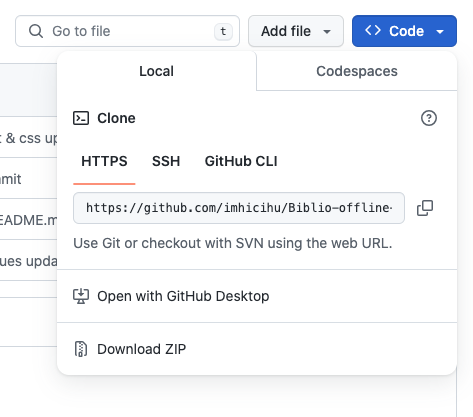 Go to file
t
Add file
Code
Local
Codespaces
Clone
HTTPS
SSH
GitHub CLI
https://github.com/imhicihu/Biblio-offline-
Use Git or checkout with SVN using the web URL.
Open with GitHub Desktop
Download ZIP
t & css up
mit
EADME.m
ues upda